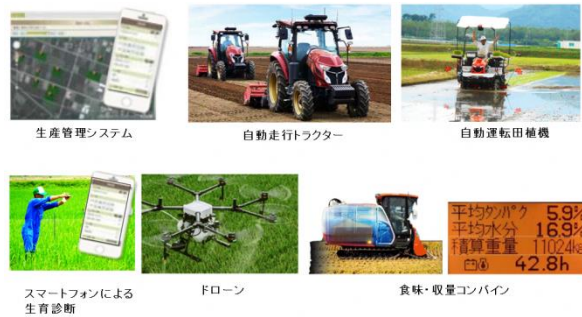 生産管理システム
自動走行トラクター
自動運転田植機
平均タンパク 5.9%
平均水分 16.9%
積算重量 11024kg
42.8h
スマートフォンによる
生育診断
ドローン
食味・収量コンバイン